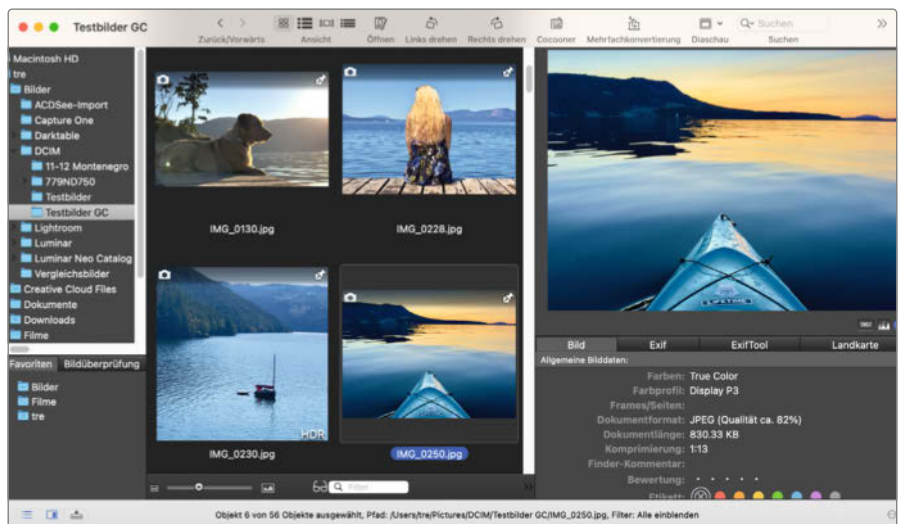 Testbilder GC
Zurück/Vorwärts
Ansicht
Öffnen
Links drehen
Rechts drehen
Cocooner
Mehrfachkonvertierung
Diaschau
Suchen
Suchen
Macintosh HD
tre
Bilder
ACDSee-Import
Capture One
Darktable
DCIM
11-12 Montenegro
779ND750
Testbilder
Testbilder GC
Lightroom
Luminar
Luminar Neo Catalog
Vergleichsbilder
Creative Cloud Files
Dokumente
Downloads
Filme
Favoriten Bildüberprüfung
Bilder
Filme
tre
IMG_0130.jpg
IMG_0228.jpg
HDR
IMG_0230.jpg
IMG_0250.jpg
Filter
LIFETIME
Bild Exif ExifTool Landkarte
Allgemeine Bilddaten:
Farben: True Color
Farbprofil: Display P3
Frames/Seiten:
Dokumentformat: JPEG (Qualität ca. 82%)
Dokumentlänge: 830.33 KB
Komprimierung: 1:13
Finder-Kommentar:
Bewertung:
Etikett:
Objekt 6 von 56 Objekte ausgewählt, Pfad: /Users/tre/Pictures/DCIM/Testbilder GC/IMG_0250.jpg, Filter: Alle einblenden